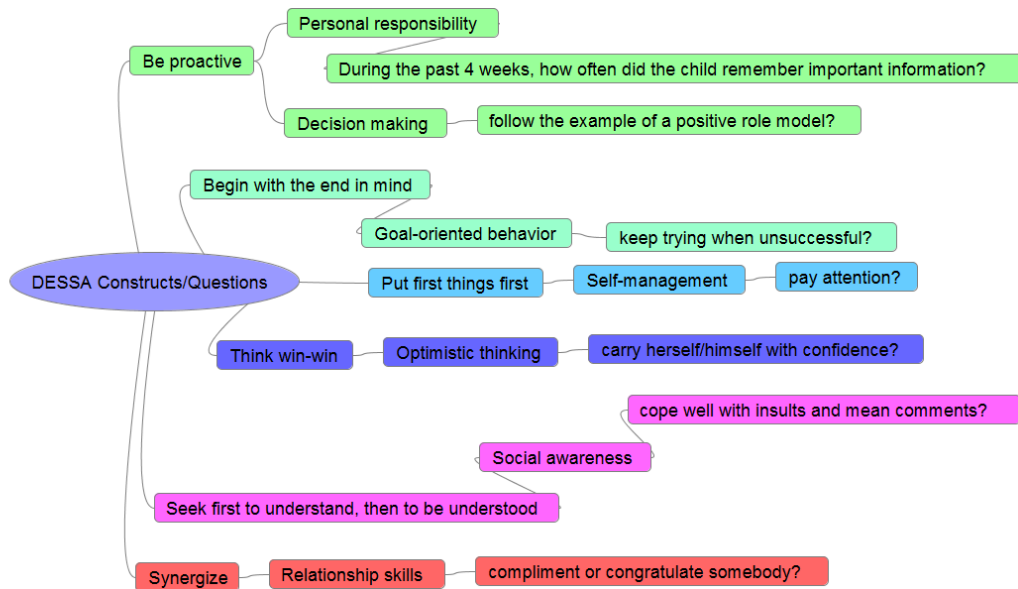 Personal responsibility
Be proactive
During the past 4 weeks, how often did the child remember important information?
Decision making
follow the example of a positive role model?
Begin with the end in mind
Goal-oriented behavior
keep trying when unsuccessful?
DESSA Constructs/Questions
Put first things first
Self-management
pay attention?
Think win-win
Optimistic thinking
carry herself/himself with confidence?
cope well with insults and mean comments?
Social awareness
Seek first to understand, then to be understood
Synergize
Relationship skills
compliment or congratulate somebody?